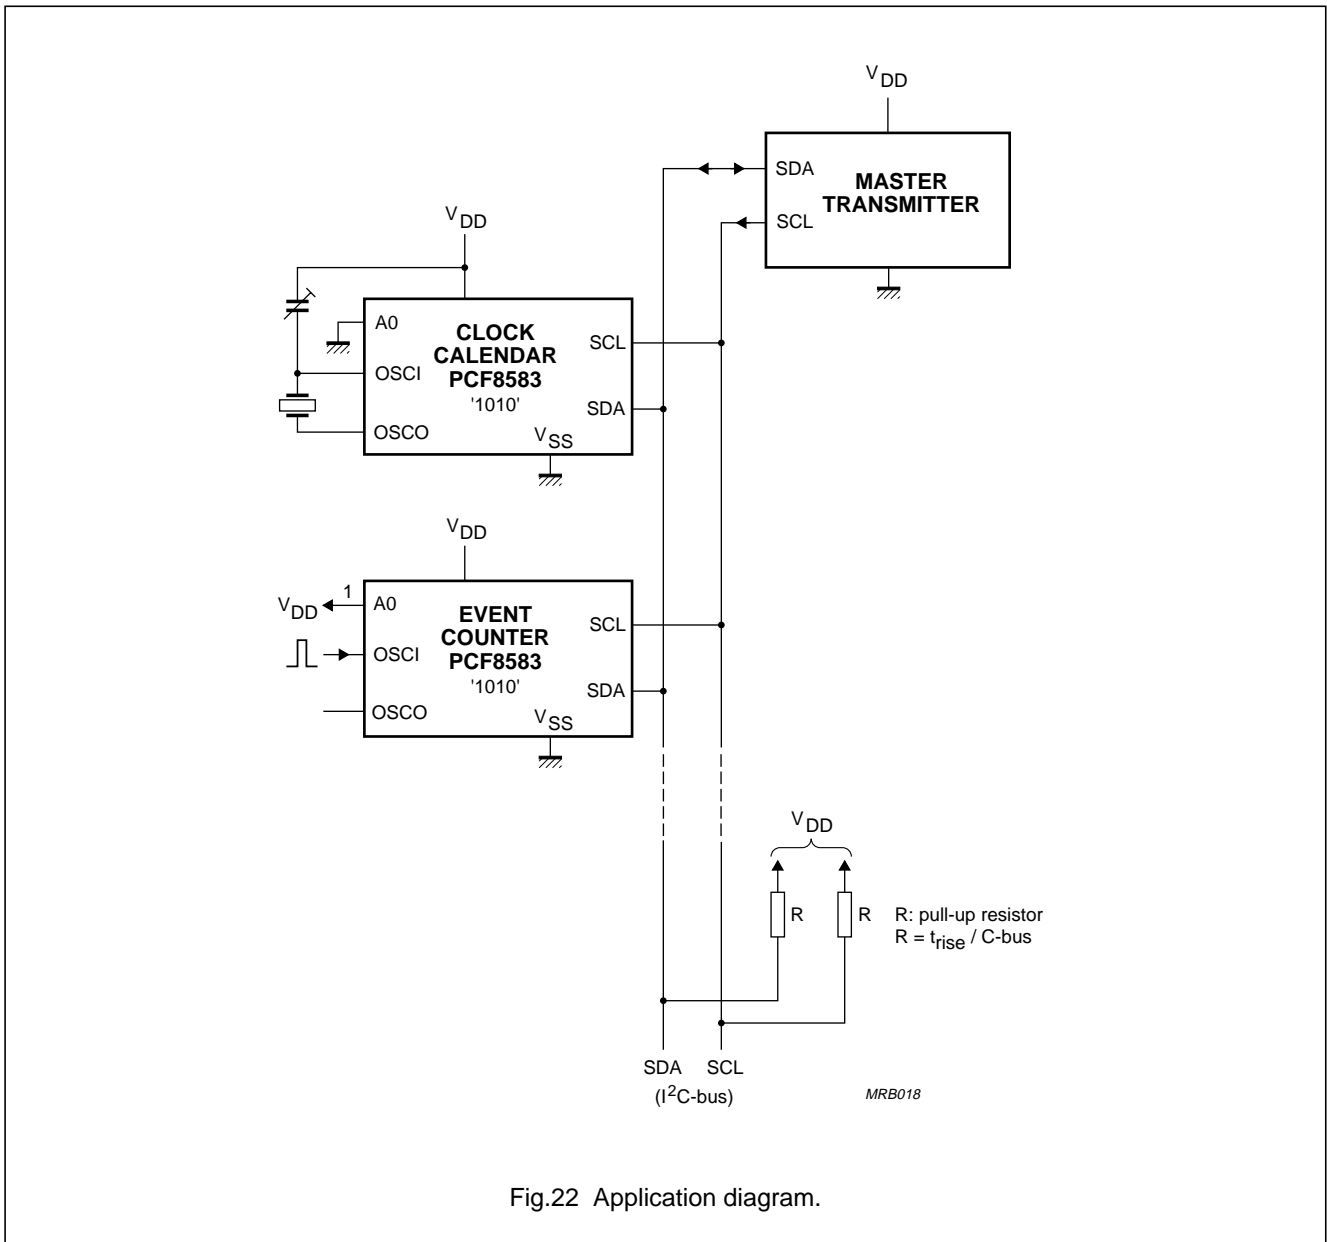 VDD
SDA
MASTER
TRANSMITTER
SCL
VDD
A0
CLOCK
CALENDAR
PCF8583
'1010'
SCL
OSCI
SDA
OSCO
VSS
VDD
VDD
1
A0
EVENT
COUNTER
PCF8583
'1010'
SCL
OSCI
SDA
OSCO
VSS
VDD
R
R
R: pull-up resistor
R = trise / C-bus
SDA SCL
(I²C-bus)
MRB018
Fig.22 Application diagram.